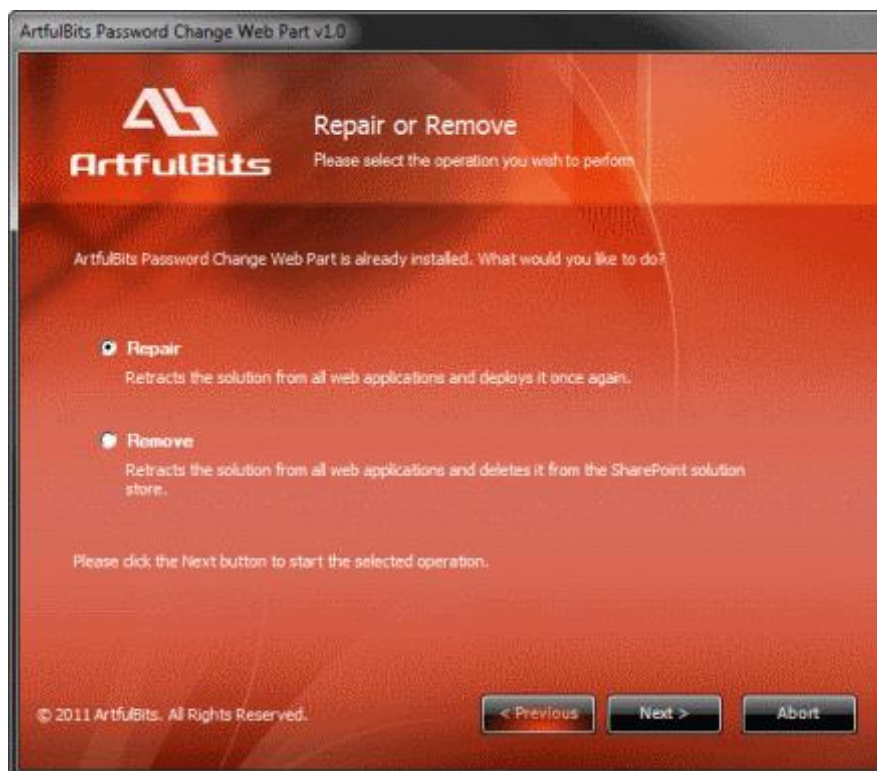 ArtfulBits Password Change Web Part v1.0
ArtfulBits
Repair or Remove
Please select the operation you wish to perform
ArtfulBits Password Change Web Part is already installed. What would you like to do?
Repair
Retracts the solution from all web applications and deploys it once again.
Remove
Retracts the solution from all web applications and deletes it from the SharePoint solution
store.
Please click the Next button to start the selected operation.
© 2011 ArtfulBits. All Rights Reserved.
< Previous
Next >
Abort